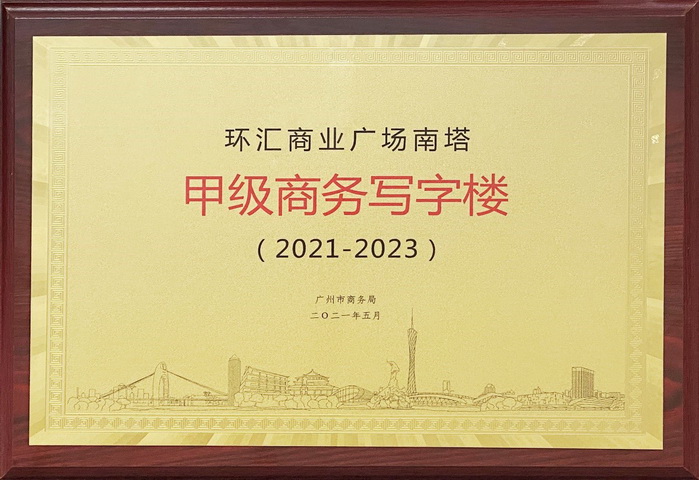 环汇商业广场南塔
甲级商务写字楼
（2021-2023）
广州市商务局
二〇二一年五月